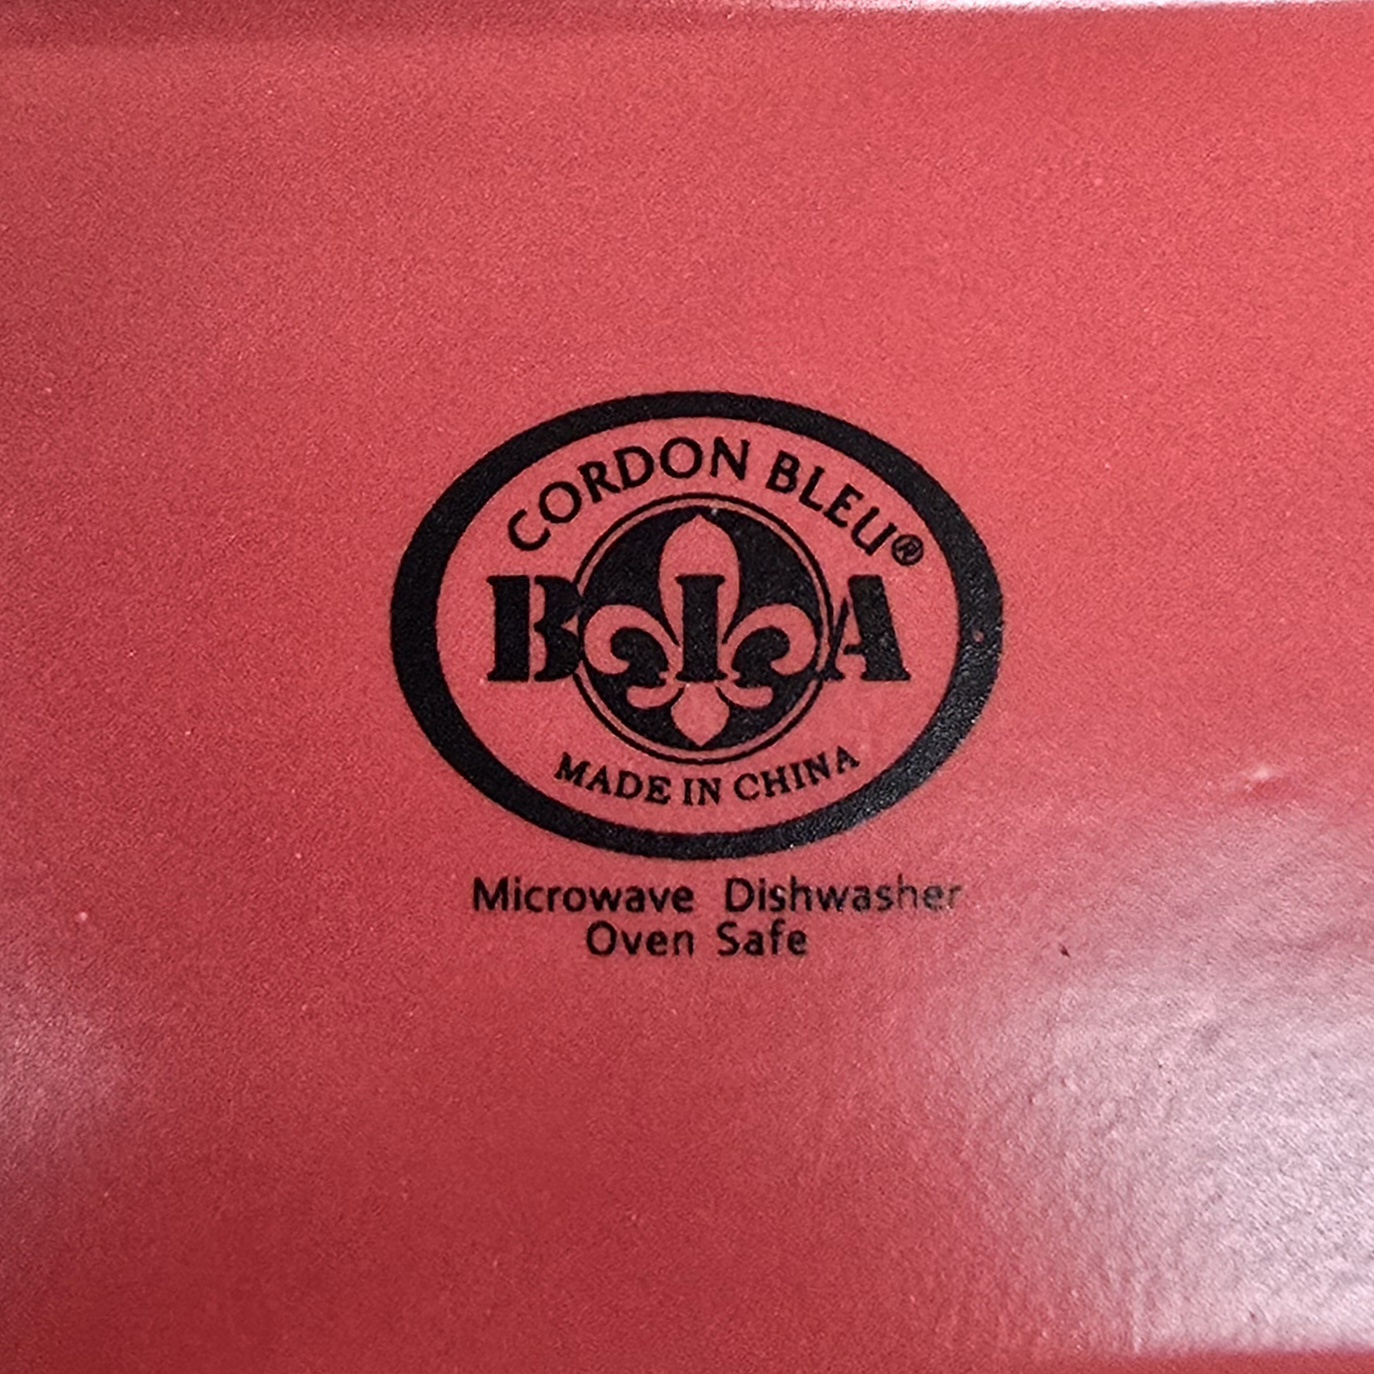 CORDON BLEU®
BIA
MADE IN CHINA
Microwave Dishwasher
Oven Safe